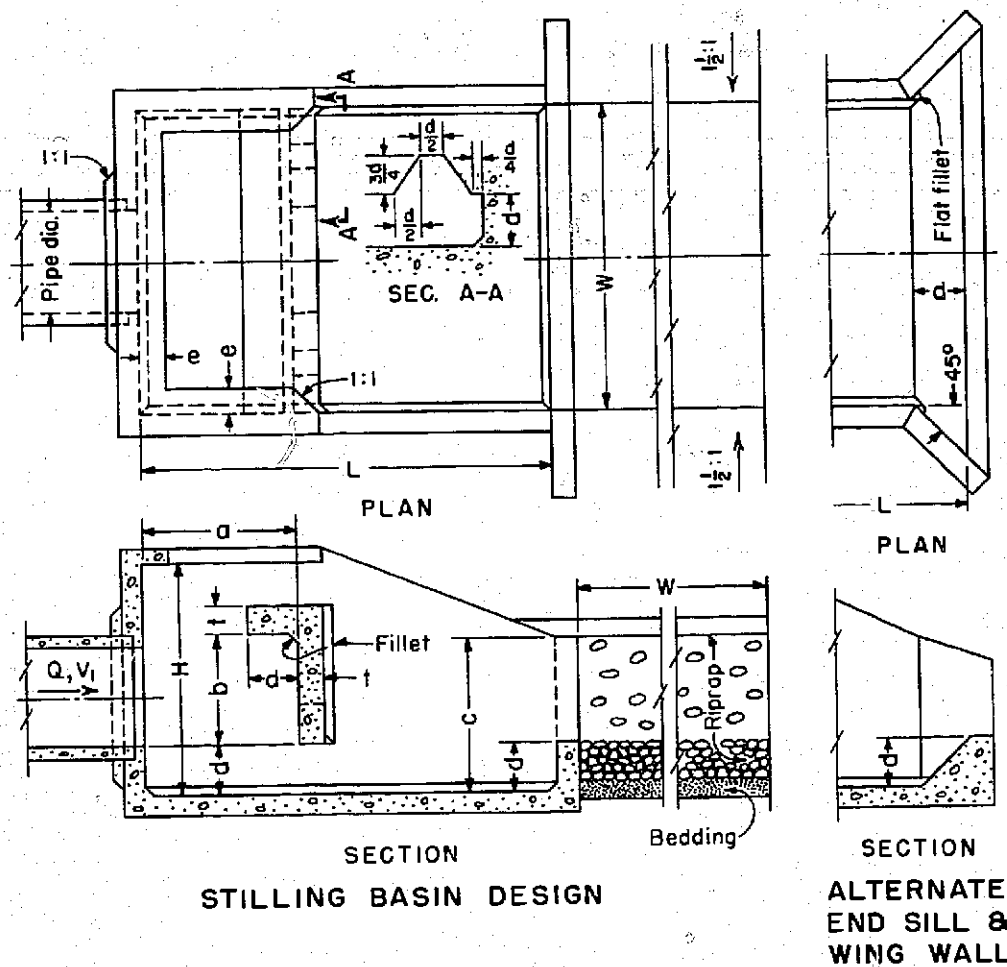 1:1
Pipe dia.
A
A
d/2
3d/4
d/4
d/2
d
SEC. A-A
e
e
1:1
W
1½:1
1½:1
L
PLAN
Flat fillet
d
45°
L
PLAN
a
W
t
Fillet
Q, V₁
H
b
d
t
c
Riprap
d
d
Bedding
d
SECTION
STILLING BASIN DESIGN
SECTION
ALTERNATE
END SILL &
WING WALL